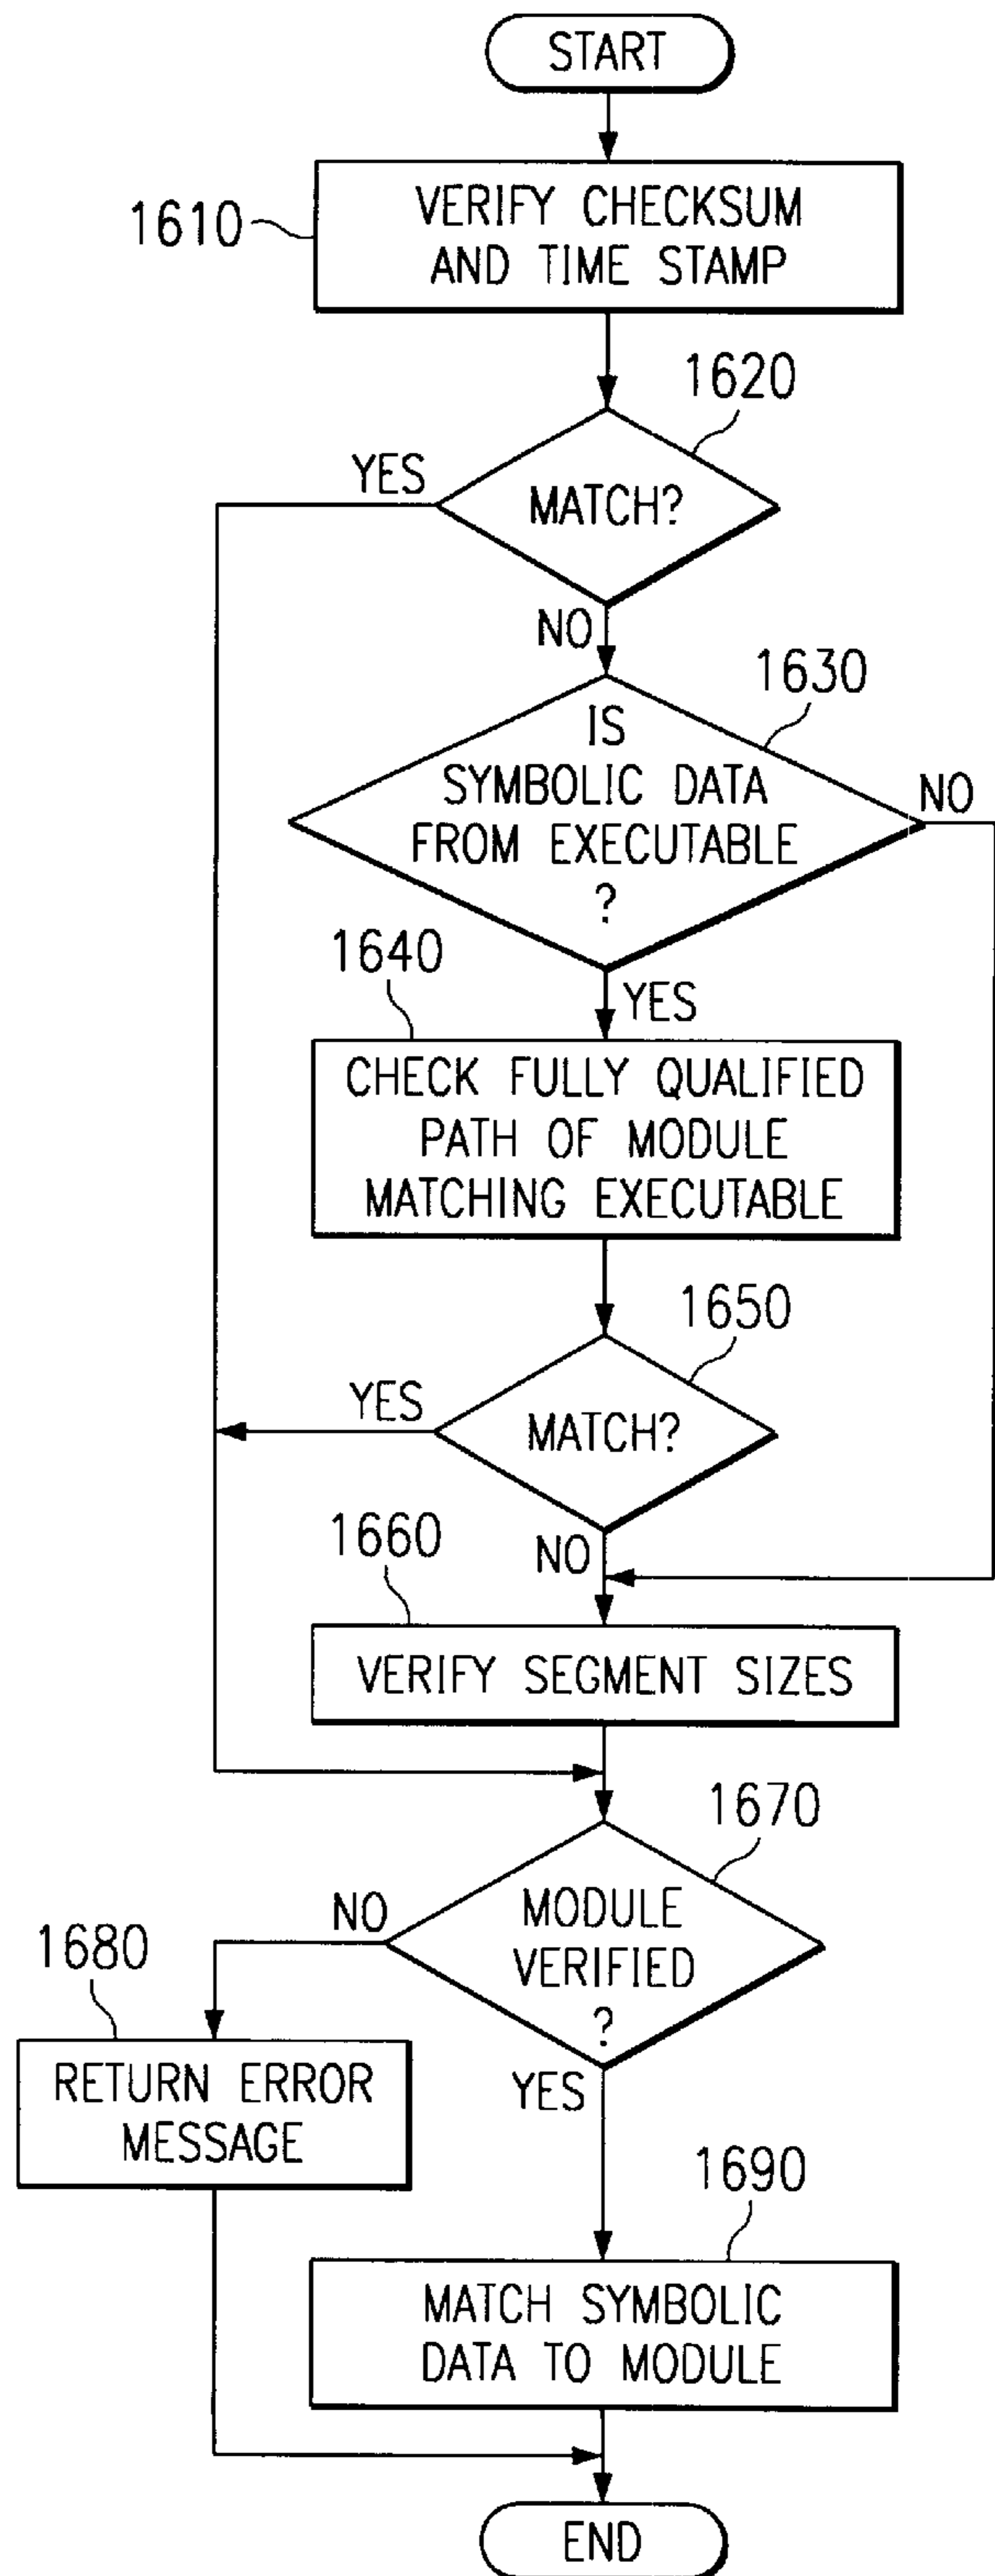 START
1610
VERIFY CHECKSUM
AND TIME STAMP
1620
YES
MATCH?
NO
1630
IS
SYMBOLIC DATA
FROM EXECUTABLE
?
NO
1640
YES
CHECK FULLY QUALIFIED
PATH OF MODULE
MATCHING EXECUTABLE
1650
YES
MATCH?
1660
NO
VERIFY SEGMENT SIZES
1670
NO
MODULE
VERIFIED
?
1680
YES
RETURN ERROR
MESSAGE
1690
MATCH SYMBOLIC
DATA TO MODULE
END